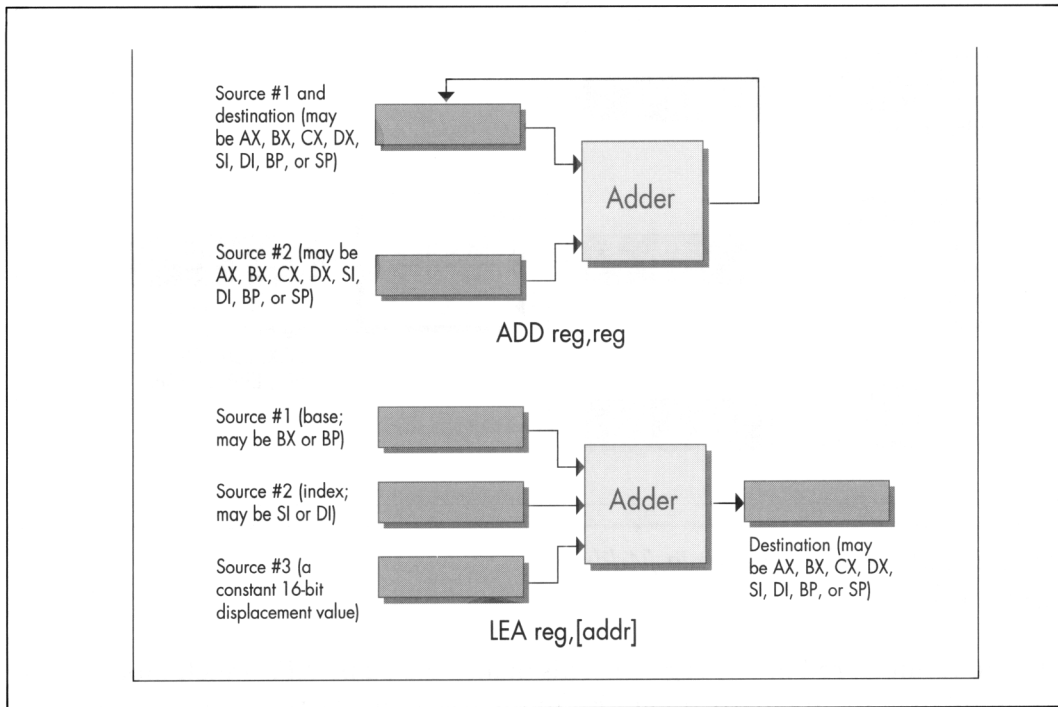 Source #1 and
destination (may
be AX, BX, CX, DX,
SI, DI, BP, or SP)
Adder
Source #2 (may be
AX, BX, CX, DX, SI,
DI, BP, or SP)
ADD reg,reg
Source #1 (base;
may be BX or BP)
Source #2 (index;
may be SI or DI)
Adder
Source #3 (a
constant 16-bit
displacement value)
Destination (may
be AX, BX, CX, DX,
SI, DI, BP, or SP)
LEA reg,[addr]